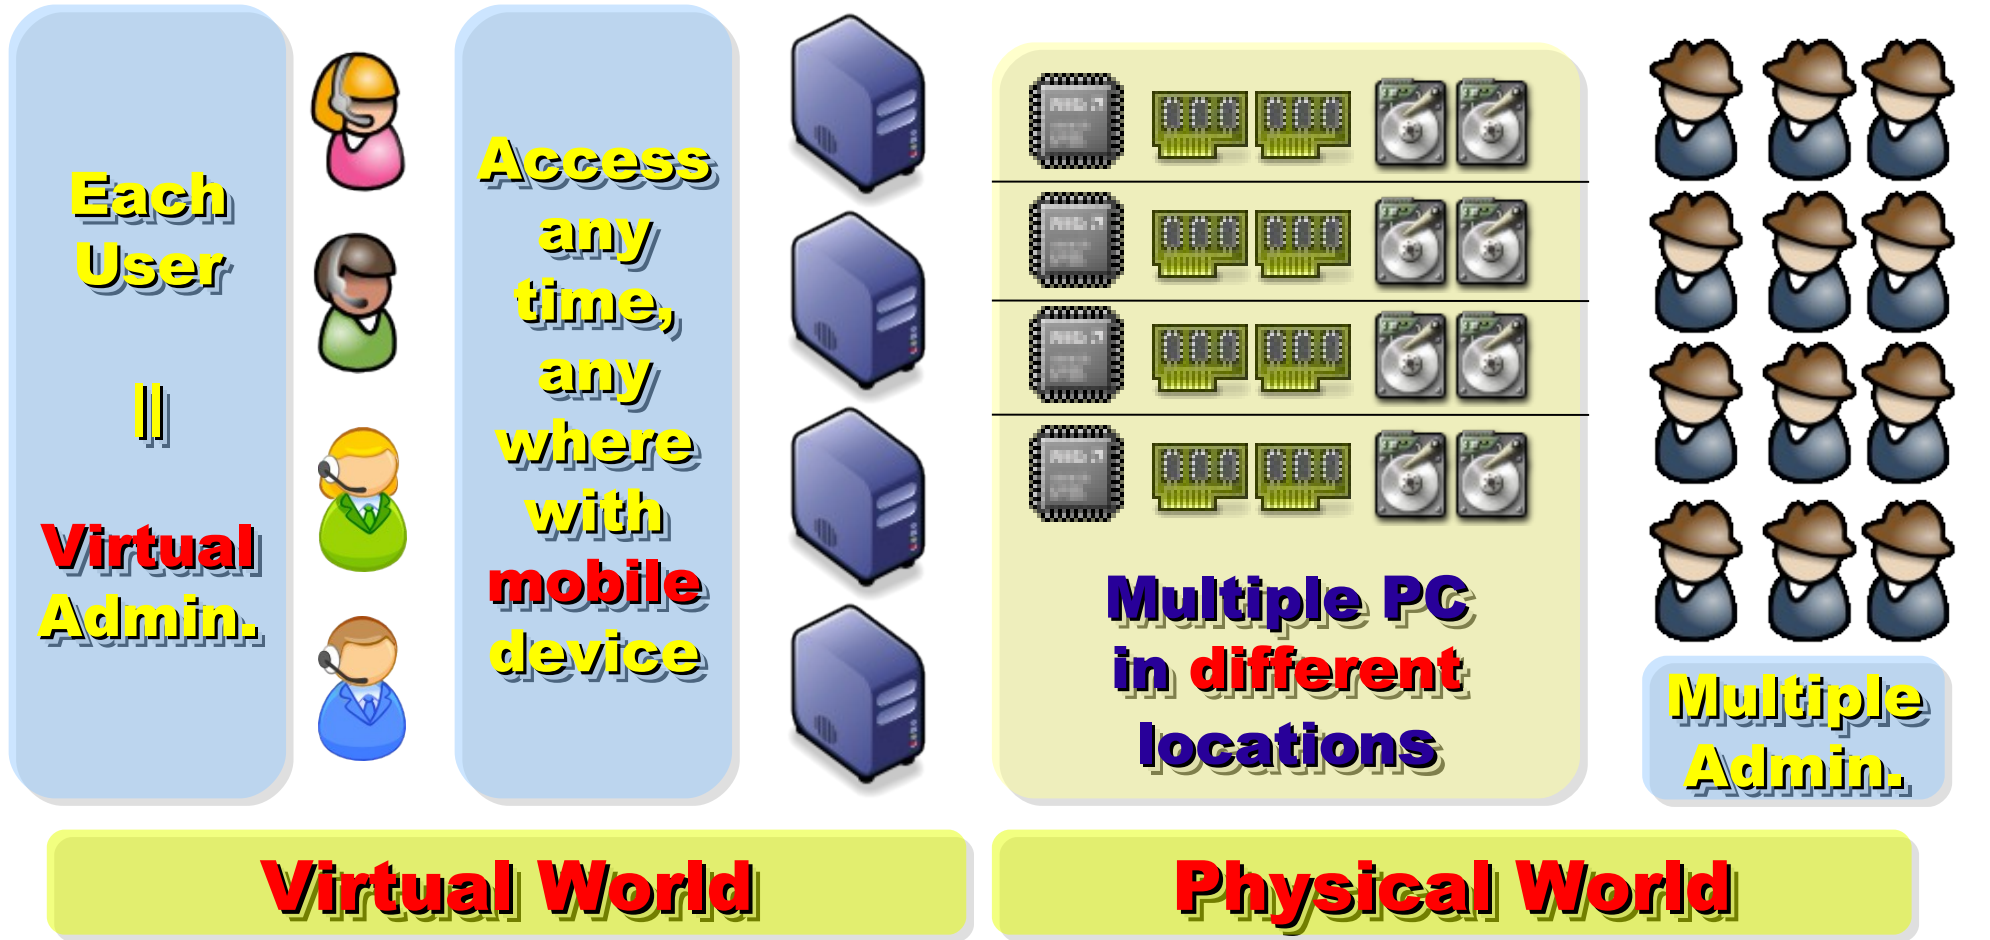 Each
User
||
Virtual
Admin.
Access
any
time,
any
where
with
mobile
device
Multiple PC
in different
locations
Multiple
Admin.
Virtual World
Physical World